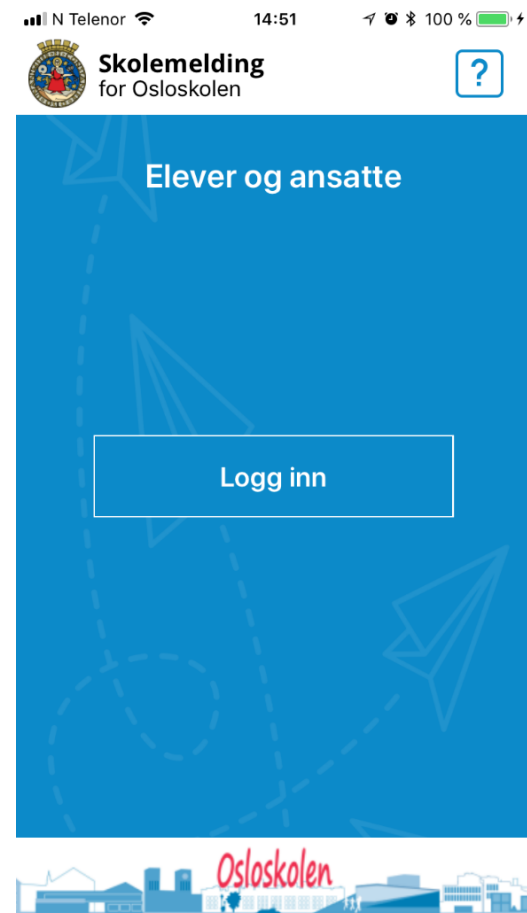 N Telenor 14:51 100 %
Skolemelding
for Osloskolen
?
Elever og ansatte
Logg inn
Osloskolen